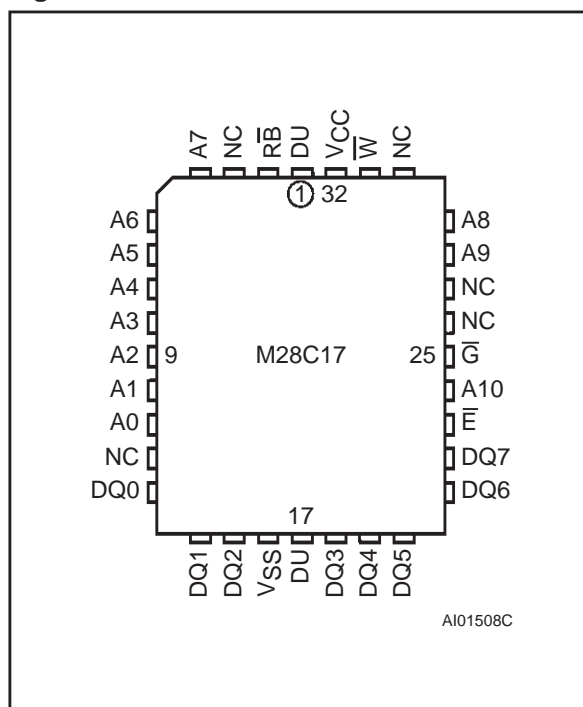 A7 NC RB̅ DU VCC W̅ NC
1 32
A6 A8
A5 A9
A4 NC
A3 NC
A2 9 M28C17 25 G̅
A1 A10
A0 E̅
NC DQ7
DQ0 DQ6
17
DQ1 DQ2 VSS DU DQ3 DQ4 DQ5
AI01508C